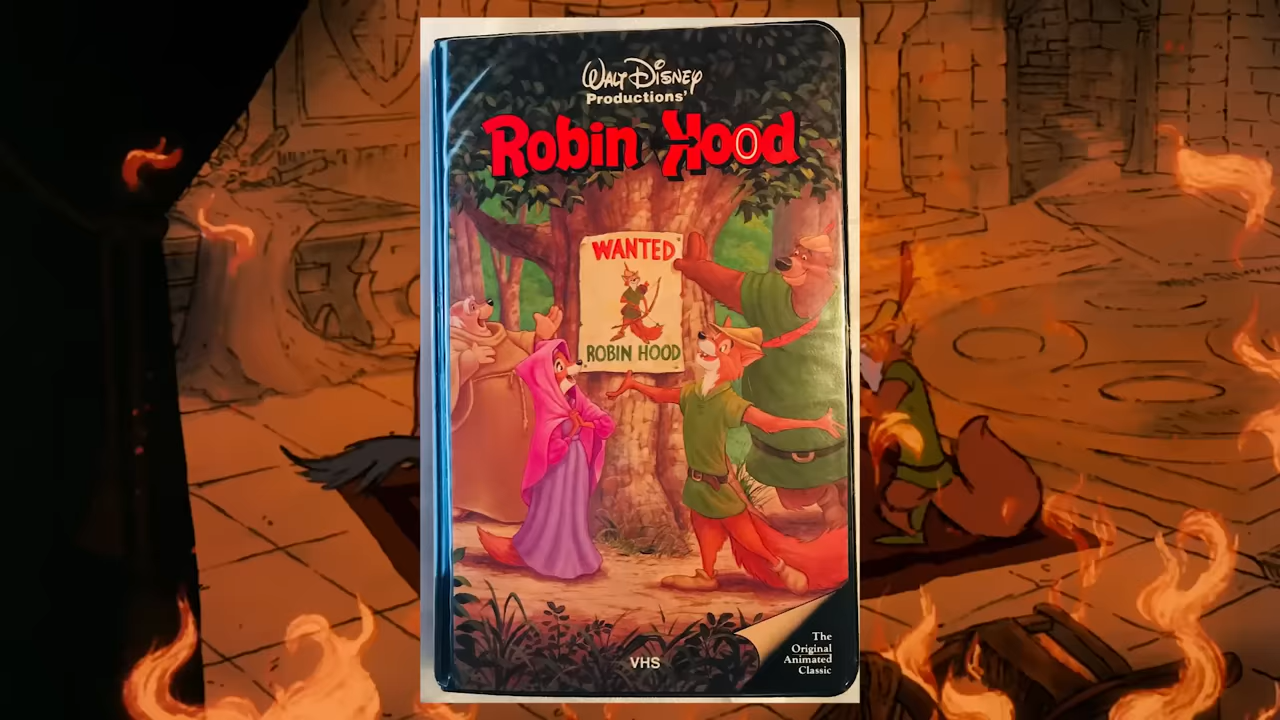 Walt Disney
Productions'
Robin Hood
WANTED
ROBIN HOOD
VHS
The
Original
Animated
Classic